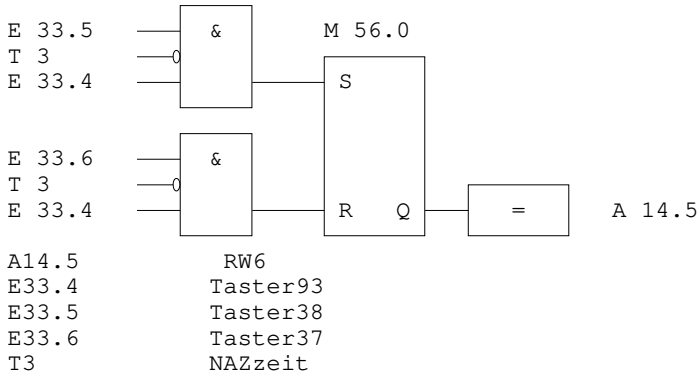 E 33.5 & M 56.0
T 3
E 33.4 S
E 33.6 &
T 3
E 33.4 R Q = A 14.5
A14.5 RW6
E33.4 Taster93
E33.5 Taster38
E33.6 Taster37
T3 NAZzeit